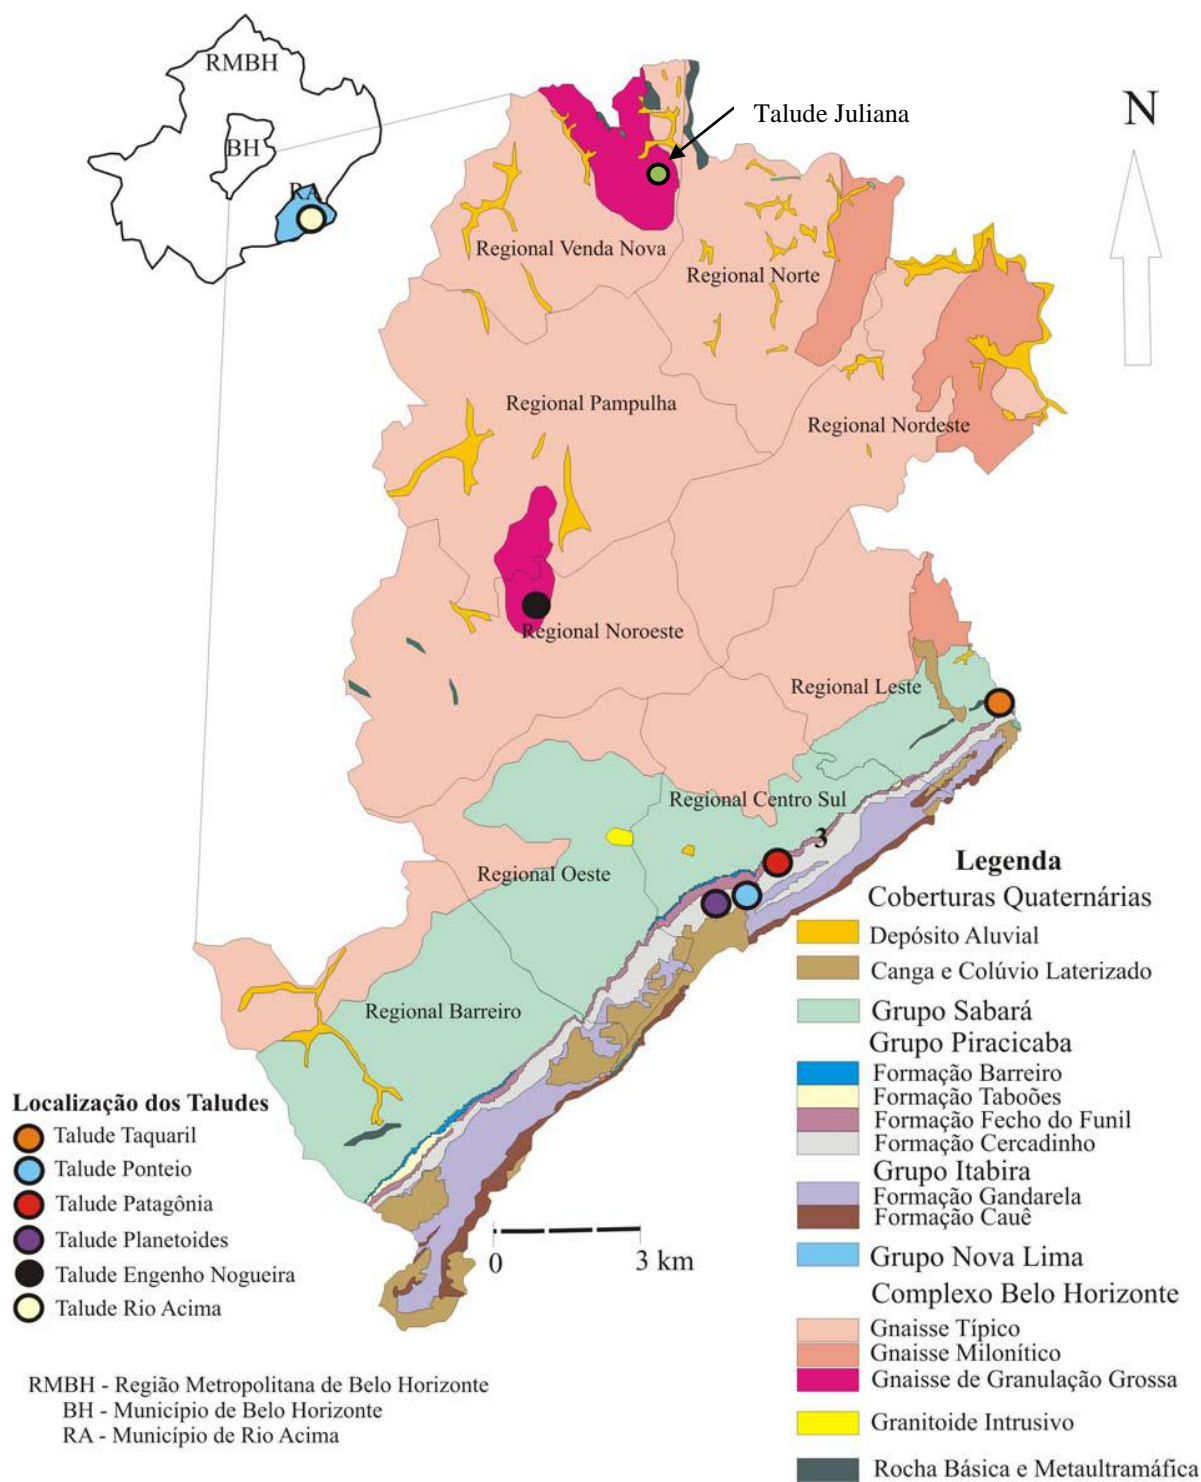 RMBH
BH
RA
Talude Juliana
N
Regional Venda Nova
Regional Norte
Regional Pampulha
Regional Nordeste
Regional Noroeste
Regional Leste
Regional Centro Sul
3
Regional Oeste
Regional Barreiro
Localização dos Taludes
Talude Taquaril
Talude Ponteio
Talude Patagônia
Talude Planetoides
Talude Engenho Nogueira
Talude Rio Acima
0
3 km
RMBH - Região Metropolitana de Belo Horizonte
BH - Município de Belo Horizonte
RA - Município de Rio Acima
Legenda
Coberturas Quaternárias
Depósito Aluvial
Canga e Colúvio Laterizado
Grupo Sabará
Grupo Piracicaba
Formação Barreiro
Formação Taboões
Formação Fecho do Funil
Formação Cercadinho
Grupo Itabira
Formação Gandarela
Formação Cauê
Grupo Nova Lima
Complexo Belo Horizonte
Gnaisse Típico
Gnaisse Milonítico
Gnaisse de Granulação Grossa
Granitoide Intrusivo
Rocha Básica e Metaultramáfica